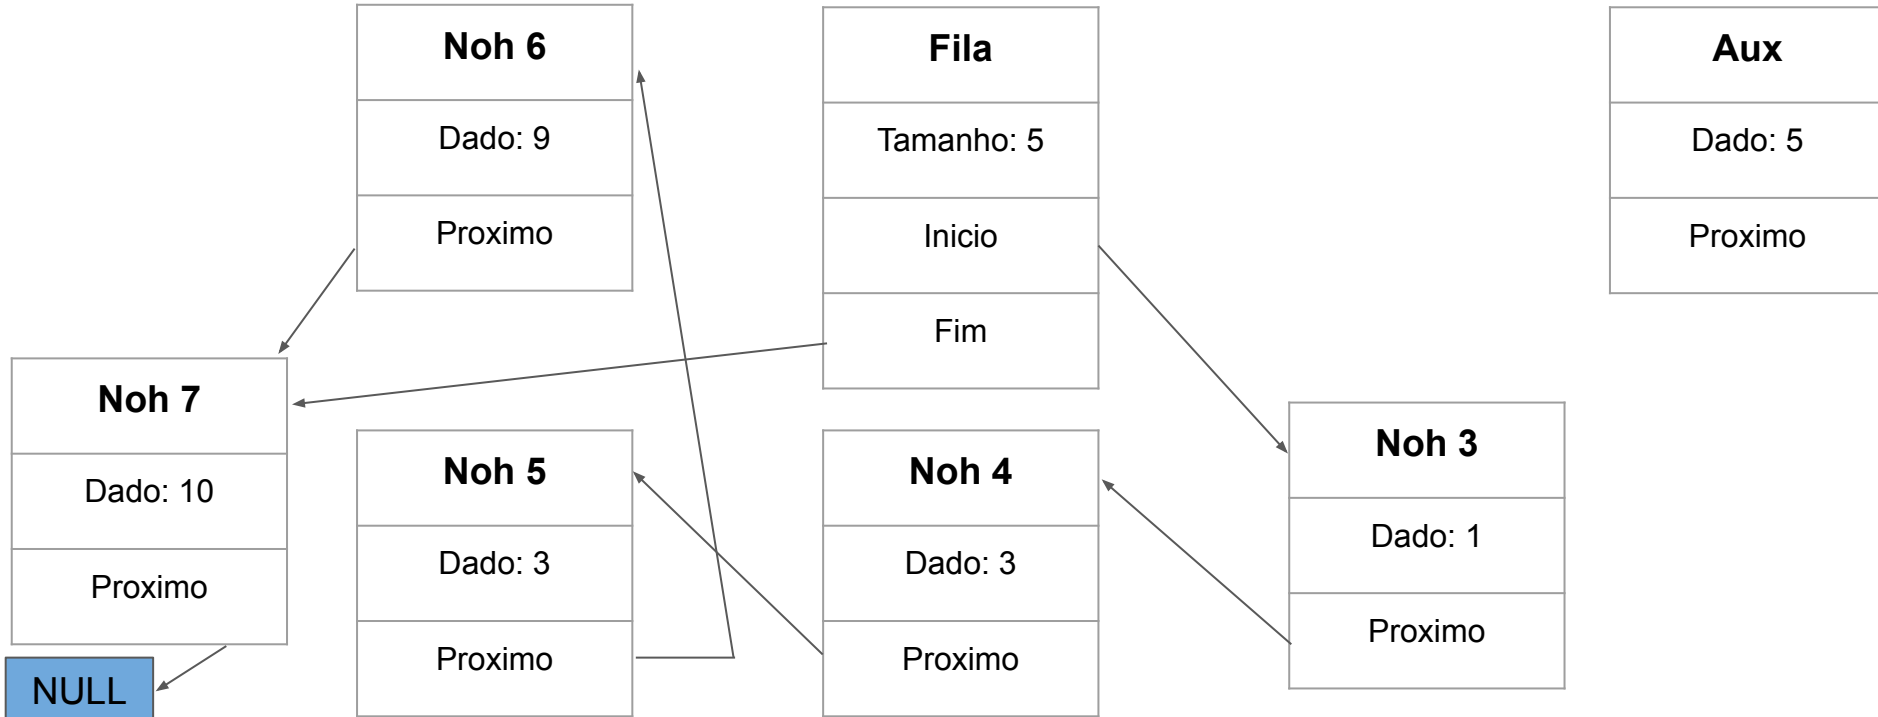 Noh 6
Dado: 9
Proximo
Fila
Tamanho: 5
Inicio
Fim
Aux
Dado: 5
Proximo
Noh 7
Dado: 10
Proximo
NULL
Noh 5
Dado: 3
Proximo
Noh 4
Dado: 3
Proximo
Noh 3
Dado: 1
Proximo